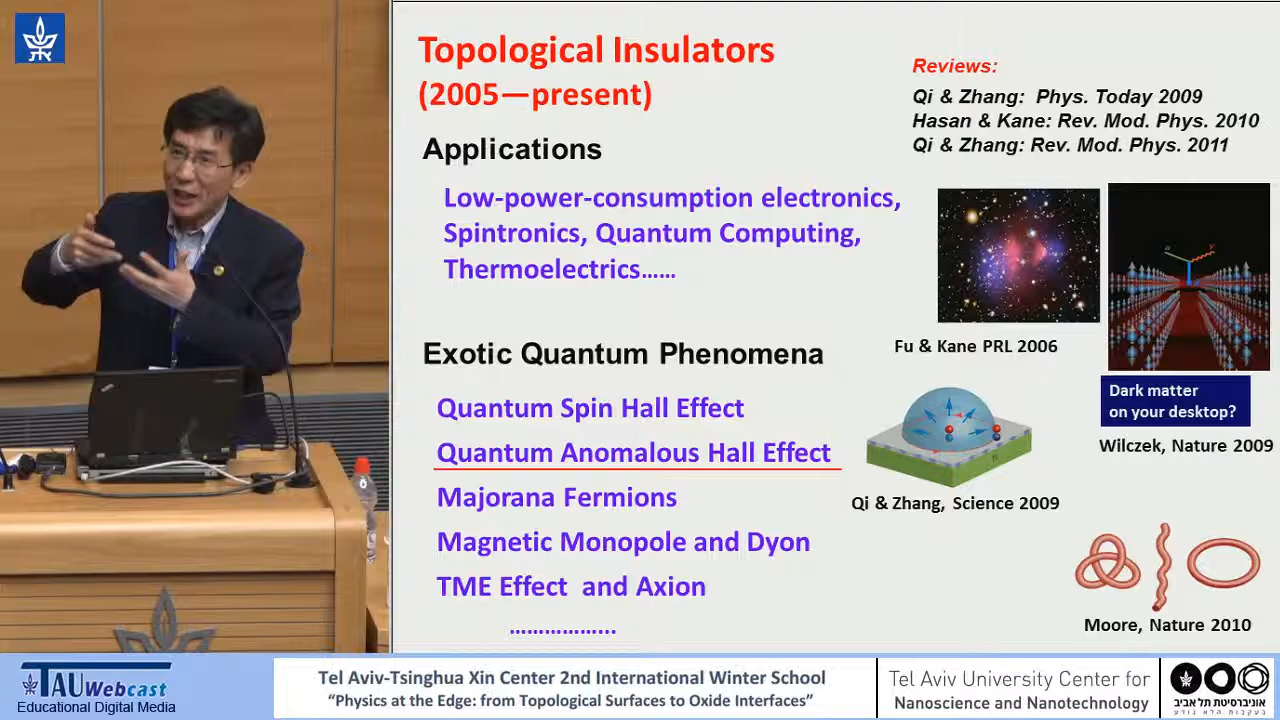 Topological Insulators
(2005—present)
Reviews:
Qi & Zhang: Phys. Today 2009
Hasan & Kane: Rev. Mod. Phys. 2010
Qi & Zhang: Rev. Mod. Phys. 2011
Applications
Low-power-consumption electronics,
Spintronics, Quantum Computing,
Thermoelectrics......
Fu & Kane PRL 2006
Dark matter
on your desktop?
Wilczek, Nature 2009
Exotic Quantum Phenomena
Quantum Spin Hall Effect
Quantum Anomalous Hall Effect
Majorana Fermions
Magnetic Monopole and Dyon
TME Effect and Axion
..................
Qi & Zhang, Science 2009
Moore, Nature 2010
TAU Webcast
Educational Digital Media
Tel Aviv-Tsinghua Xin Center 2nd International Winter School
“Physics at the Edge: from Topological Surfaces to Oxide Interfaces”
Tel Aviv University Center for
Nanoscience and Nanotechnology
אוניברסיטת תל אביב